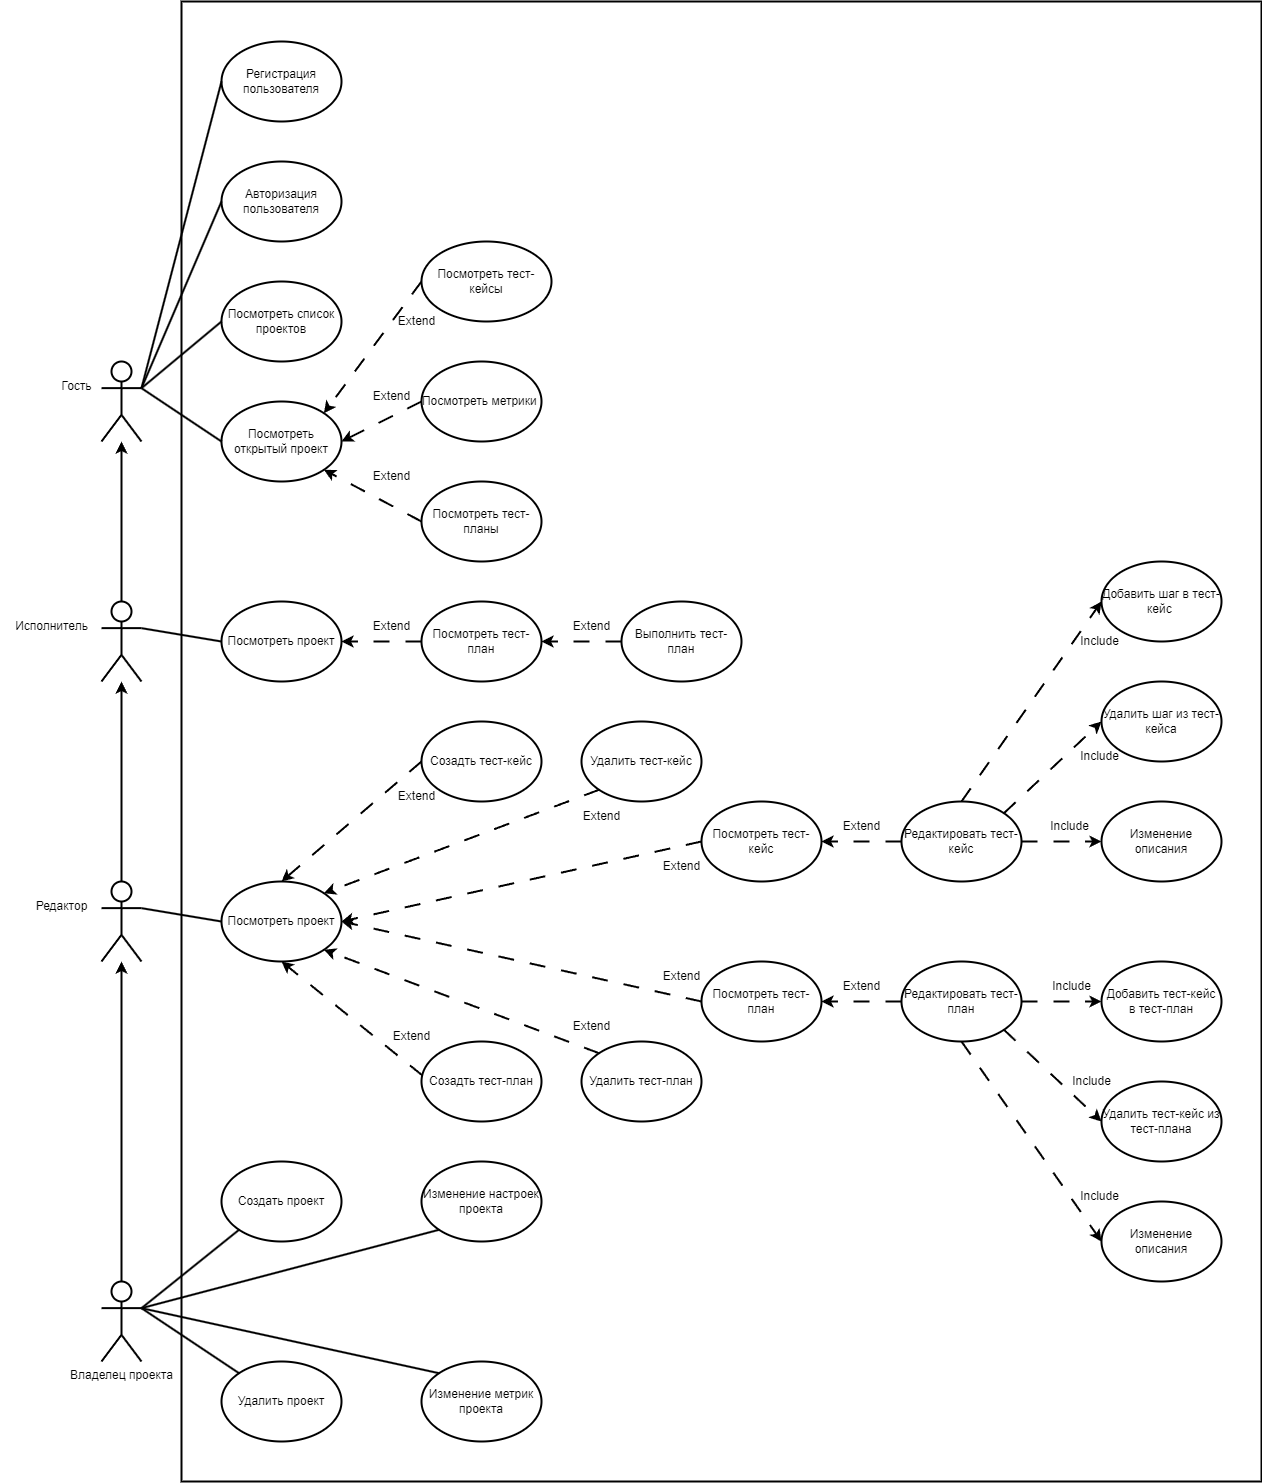 Регистрация
пользователя
Авторизация
пользователя
Посмотреть тест-
кейсы
Посмотреть список
проектов
Extend
Гость
Extend
Посмотреть метрики
Посмотреть
открытый проект
Extend
Посмотреть тест-
планы
Добавить шаг в тест-
кейс
Исполнитель
Посмотреть проект
Extend
Посмотреть тест-
план
Extend
Выполнить тест-
план
Include
Удалить шаг из тест-
кейса
Include
Созадть тест-кейс
Удалить тест-кейс
Extend
Extend
Посмотреть тест-
кейс
Extend
Редактировать тест-
кейс
Include
Изменение
описания
Extend
Редактор
Посмотреть проект
Extend
Посмотреть тест-
план
Extend
Редактировать тест-
план
Include
Добавить тест-кейс
в тест-план
Extend
Extend
Созадть тест-план
Удалить тест-план
Include
Удалить тест-кейс из
тест-плана
Include
Изменение
описания
Создать проект
Изменение настроек
проекта
Владелец проекта
Удалить проект
Изменение метрик
проекта